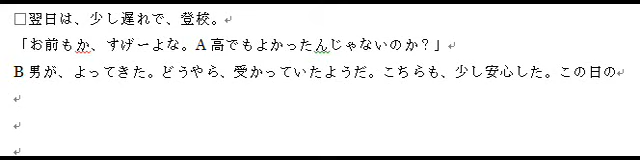 □翌日は、少し遅れで、登校。
「お前もか、すげーよな。A高でもよかったんじゃないのか？」
B男が、よってきた。どうやら、受かっていたようだ。こちらも、少し安心した。この日の